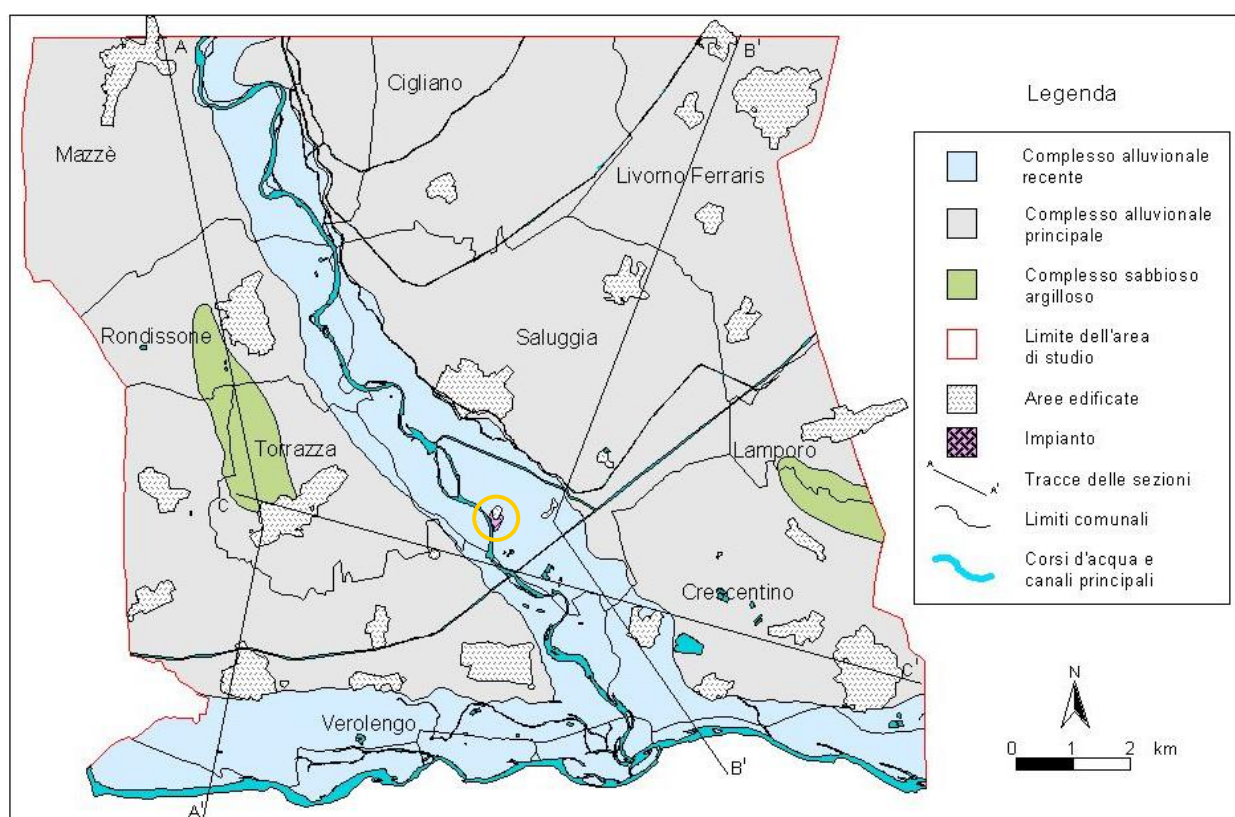 A
B'
Cigliano
Mazzè
Livorno Ferraris
Rondissone
Saluggia
Torrazza
Lamporo
C
Crescentino
C'
Verolengo
B'
A'
Legenda
Complesso alluvionale
recente
Complesso alluvionale
principale
Complesso sabbioso
argilloso
Limite dell'area
di studio
Aree edificate
Impianto
A
A'
Tracce delle sezioni
Limiti comunali
Corsi d'acqua e
canali principali
N
0 1 2 km